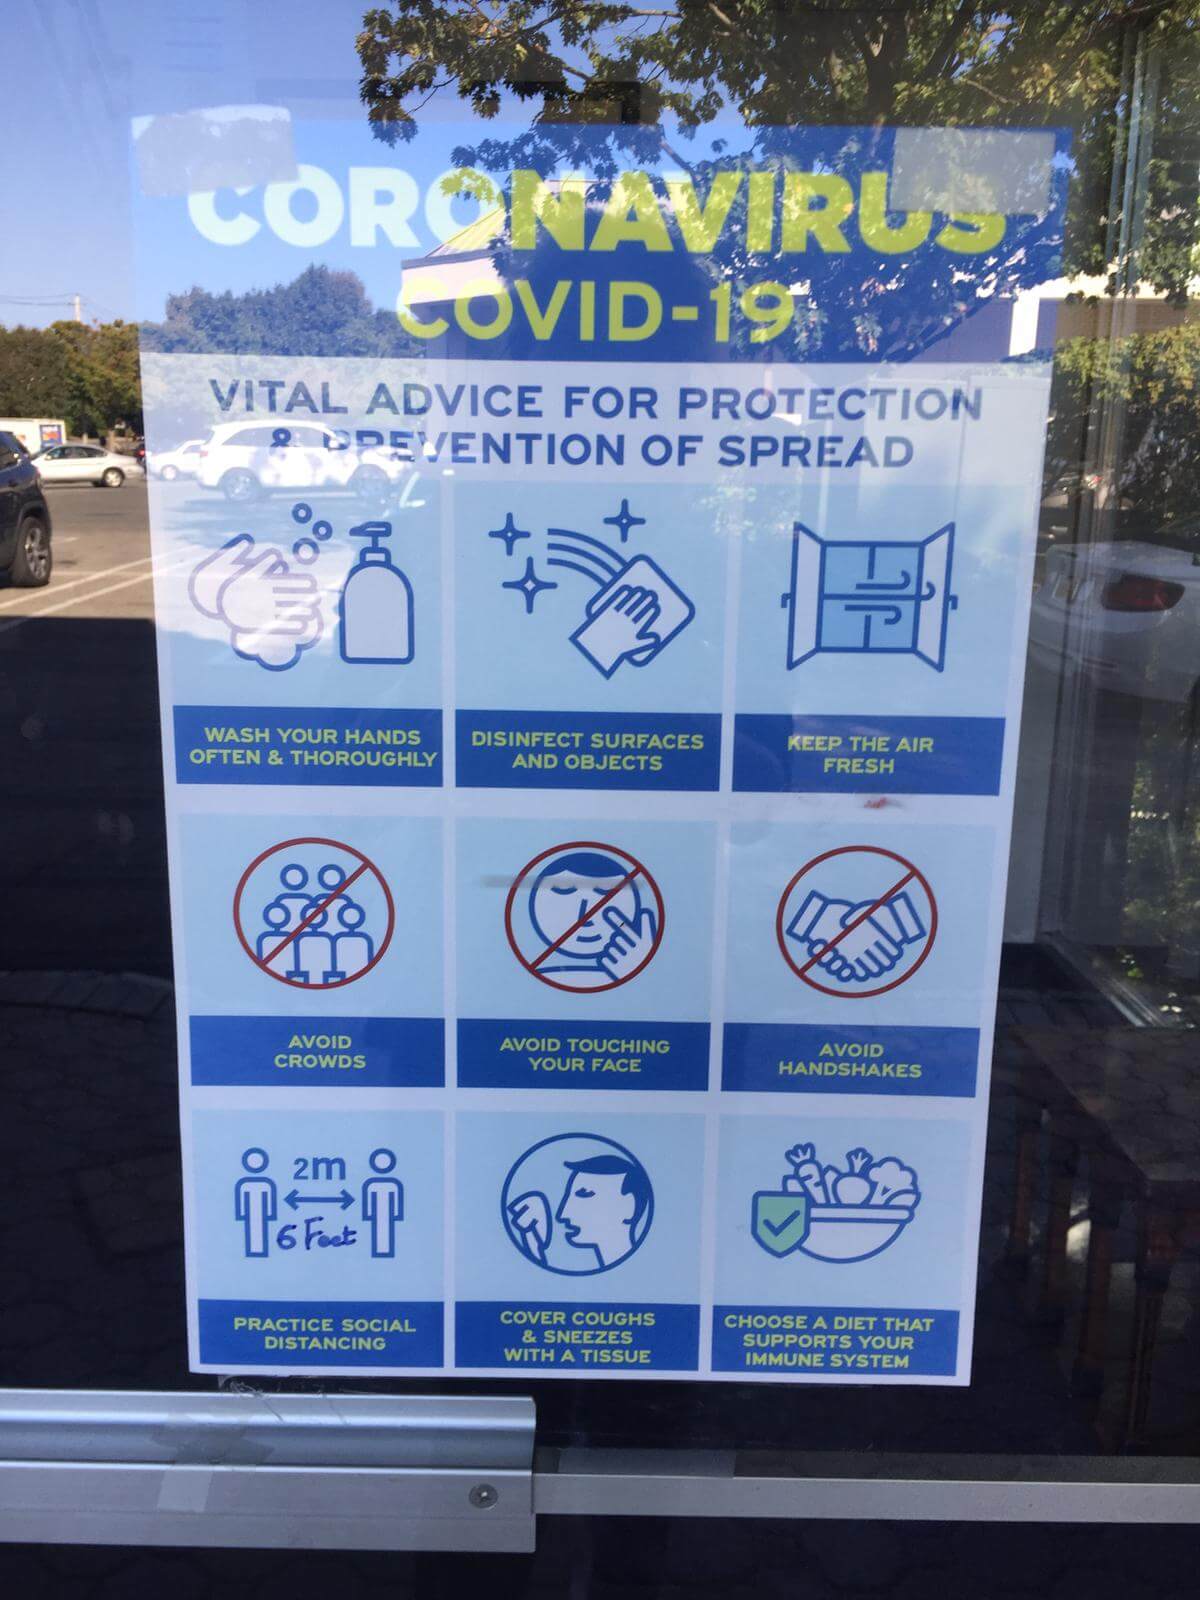 CORONAVIRUS
COVID-19
VITAL ADVICE FOR PROTECTION
& PREVENTION OF SPREAD
WASH YOUR HANDS
OFTEN & THOROUGHLY
DISINFECT SURFACES
AND OBJECTS
KEEP THE AIR
FRESH
AVOID
CROWDS
AVOID TOUCHING
YOUR FACE
AVOID
HANDSHAKES
2m
6 Feet
PRACTICE SOCIAL
DISTANCING
COVER COUGHS
& SNEEZES
WITH A TISSUE
CHOOSE A DIET THAT
SUPPORTS YOUR
IMMUNE SYSTEM